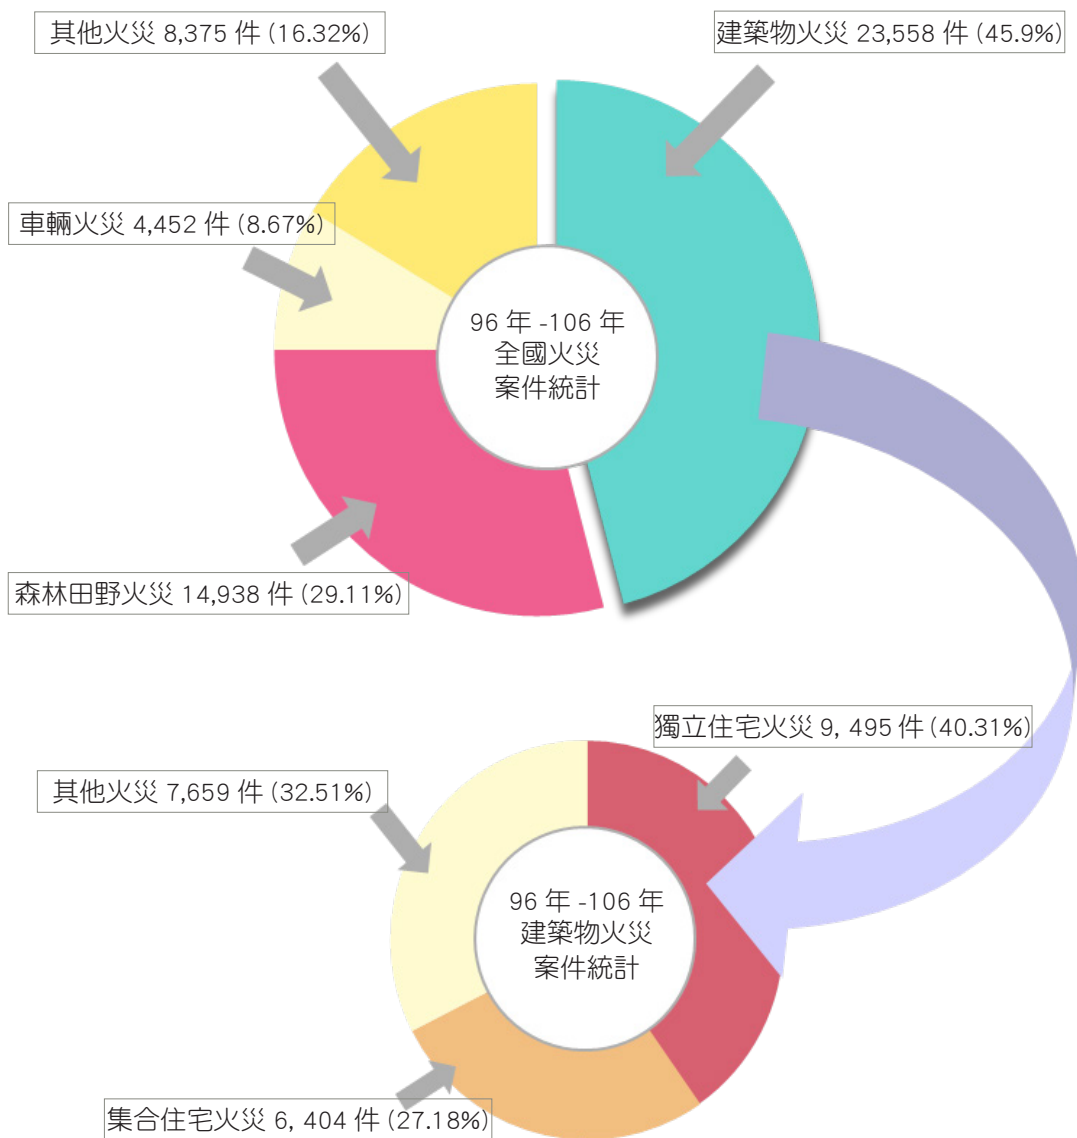 其他火災 8,375 件 (16.32%)
建築物火災 23,558 件 (45.9%)
車輛火災 4,452 件 (8.67%)
96 年 -106 年
全國火災
案件統計
森林田野火災 14,938 件 (29.11%)
獨立住宅火災 9, 495 件 (40.31%)
其他火災 7,659 件 (32.51%)
96 年 -106 年
建築物火災
案件統計
集合住宅火災 6, 404 件 (27.18%)